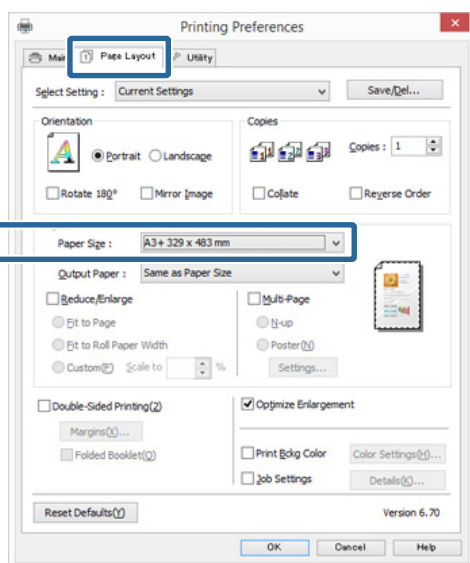 Printing Preferences
Main Page Layout Utility
Select Setting : Current Settings Save/Del...
Orientation Copies
Portrait Landscape Copies : 1
Rotate 180° Mirror Image Collate Reverse Order
Paper Size : A3+ 329 x 483 mm
Output Paper : Same as Paper Size
Reduce/Enlarge Multi-Page
Fit to Page N-up
Fit to Roll Paper Width Poster(N)
Custom(F) Scale to % Settings...
Double-Sided Printing(2) Optimize Enlargement
Margins(X)...
Folded Booklet(Q) Print Bckg Color Color Settings(H)...
Job Settings Details(K)...
Reset Defaults(Y) Version 6.70
OK Cancel Help